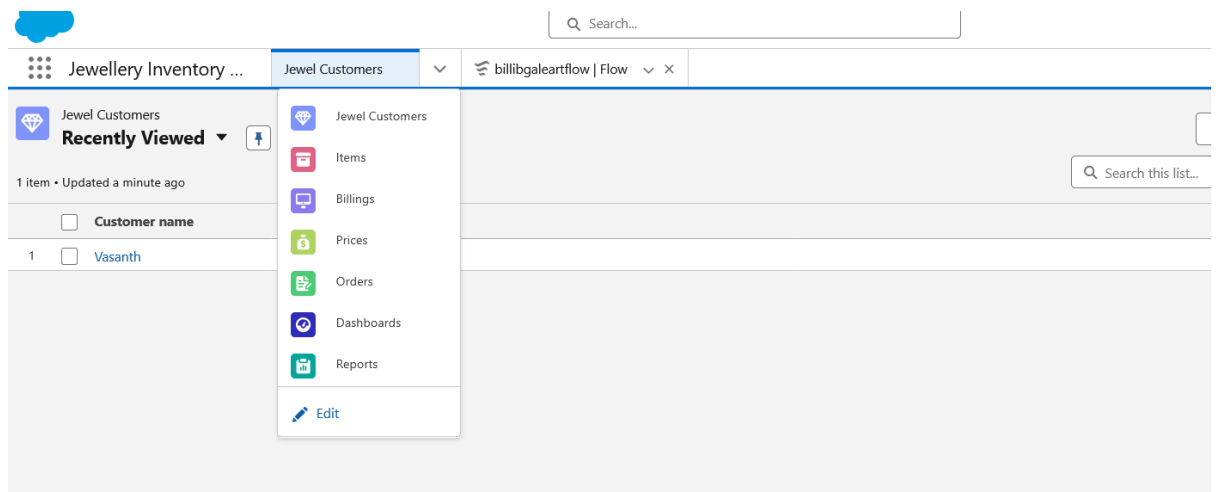 Search...
Jewellery Inventory ...
Jewel Customers
billibgaleartflow | Flow
Jewel Customers
Recently Viewed
1 item • Updated a minute ago
Search this list...
Customer name
1 Vasanth
Jewel Customers
Items
Billings
Prices
Orders
Dashboards
Reports
Edit